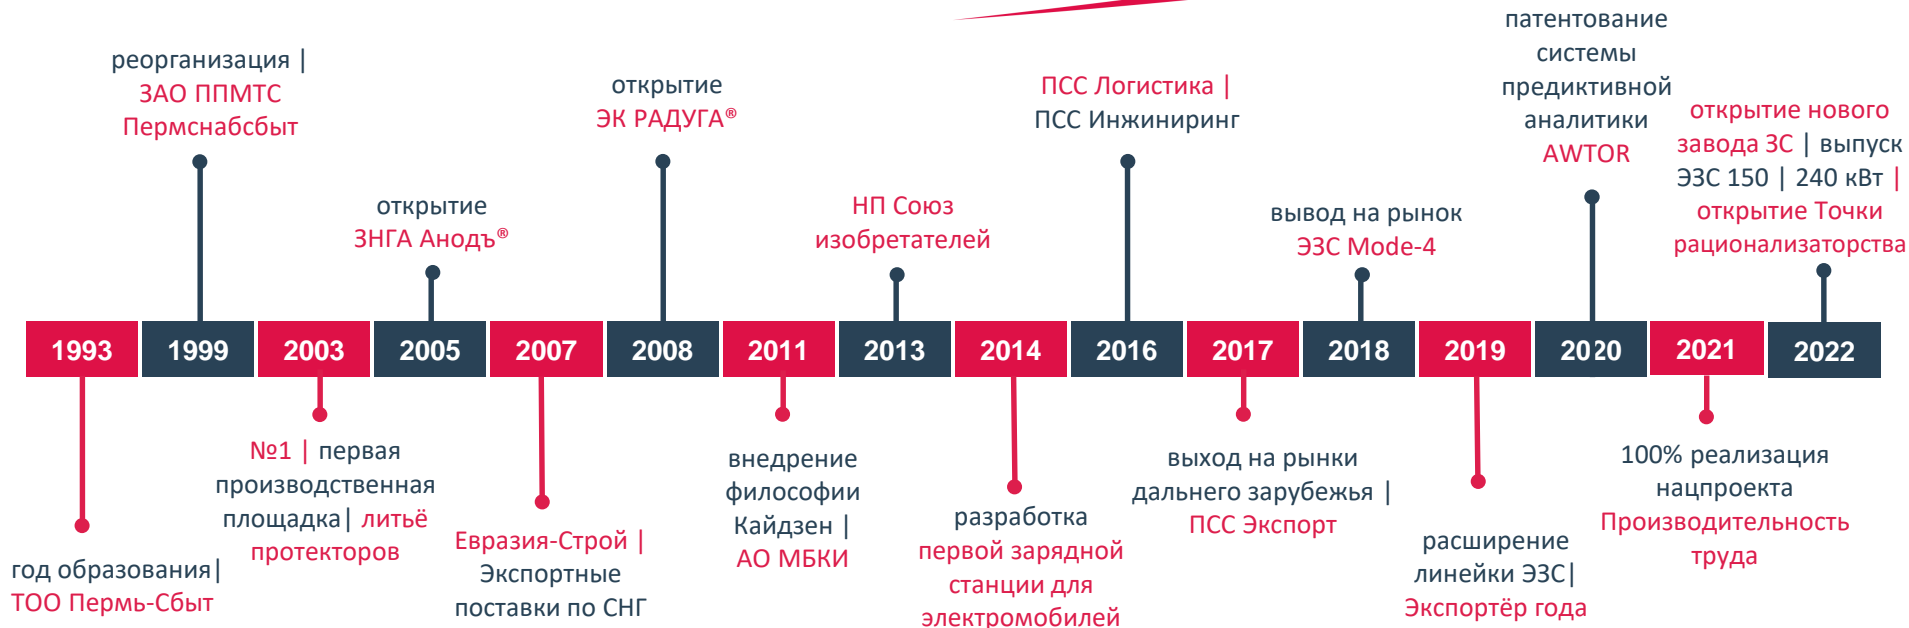 реорганизация |
ЗАО ППМТС
Пермснабсбыт
открытие
ЗНГА Анодъ®
открытие
ЭК РАДУГА®
НП Союз
изобретателей
ПСС Логистика |
ПСС Инжиниринг
вывод на рынок
ЭЗС Mode-4
патентование
системы
предиктивной
аналитики
AWTOR
открытие нового
завода ЗС | выпуск
ЭЗС 150 | 240 кВт |
открытие Точки
рационализаторства
1993 1999 2003 2005 2007 2008 2011 2013 2014 2016 2017 2018 2019 2020 2021 2022
год образования|
ТОО Пермь-Сбыт
№1 | первая
производственная
площадка| литьё
протекторов
Евразия-Строй |
Экспортные
поставки по СНГ
внедрение
философии
Кайдзен |
АО МБКИ
разработка
первой зарядной
станции для
электромобилей
выход на рынки
дальнего зарубежья |
ПСС Экспорт
расширение
линейки ЭЗС|
Экспортёр года
100% реализация
нацпроекта
Производительность
труда